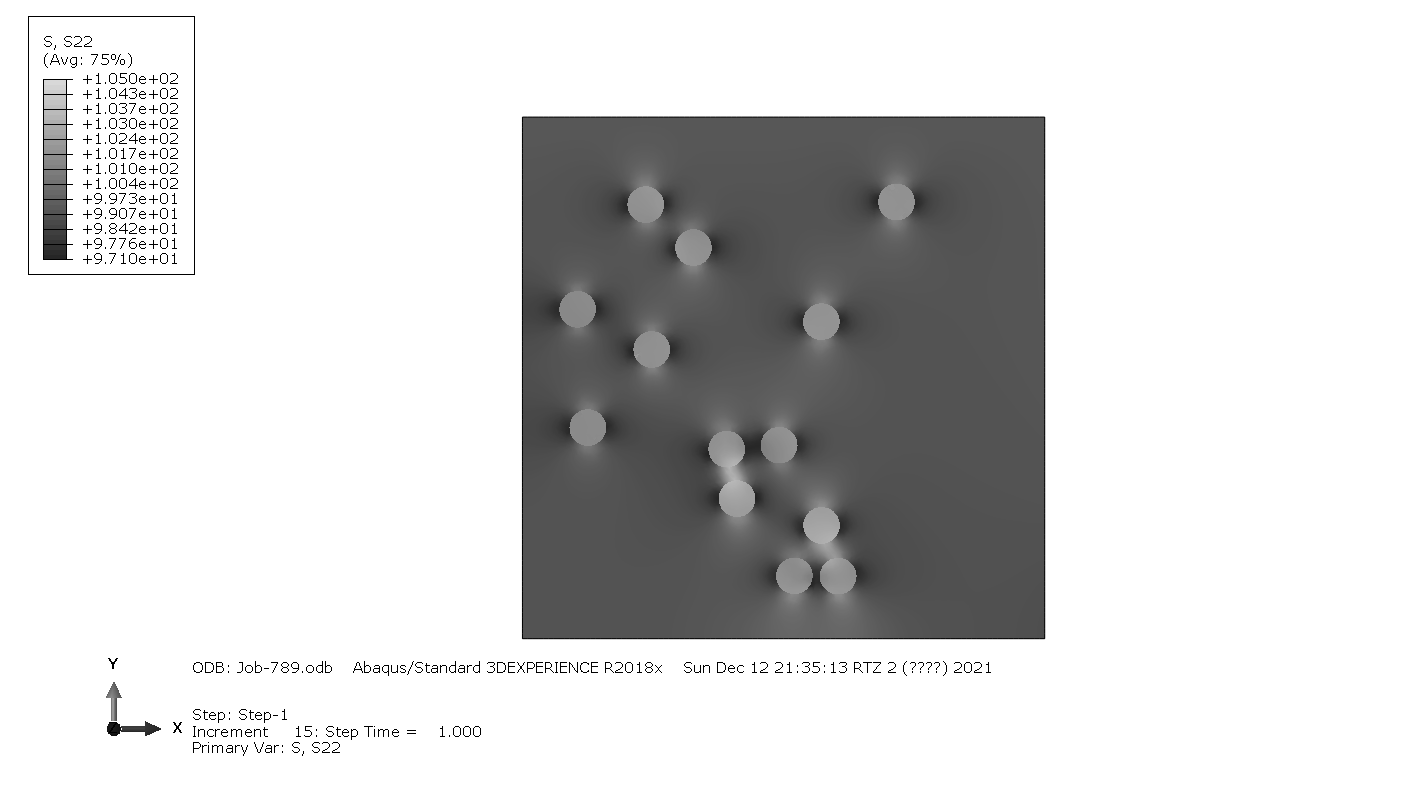 S, S22
(Avg: 75%)
+1.050e+02
+1.043e+02
+1.037e+02
+1.030e+02
+1.024e+02
+1.017e+02
+1.010e+02
+1.004e+02
+9.973e+01
+9.907e+01
+9.842e+01
+9.776e+01
+9.710e+01
Y
X
ODB: Job-789.odb Abaqus/Standard 3DEXPERIENCE R2018x Sun Dec 12 21:35:13 RTZ 2 (????) 2021
Step: Step-1
Increment 15: Step Time = 1.000
Primary Var: S, S22